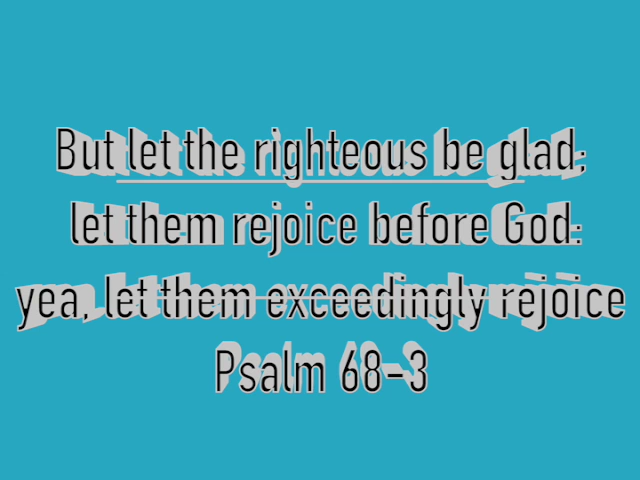 But let the righteous be glad;
let them rejoice before God:
yea, let them exceedingly rejoice
Psalm 68-3